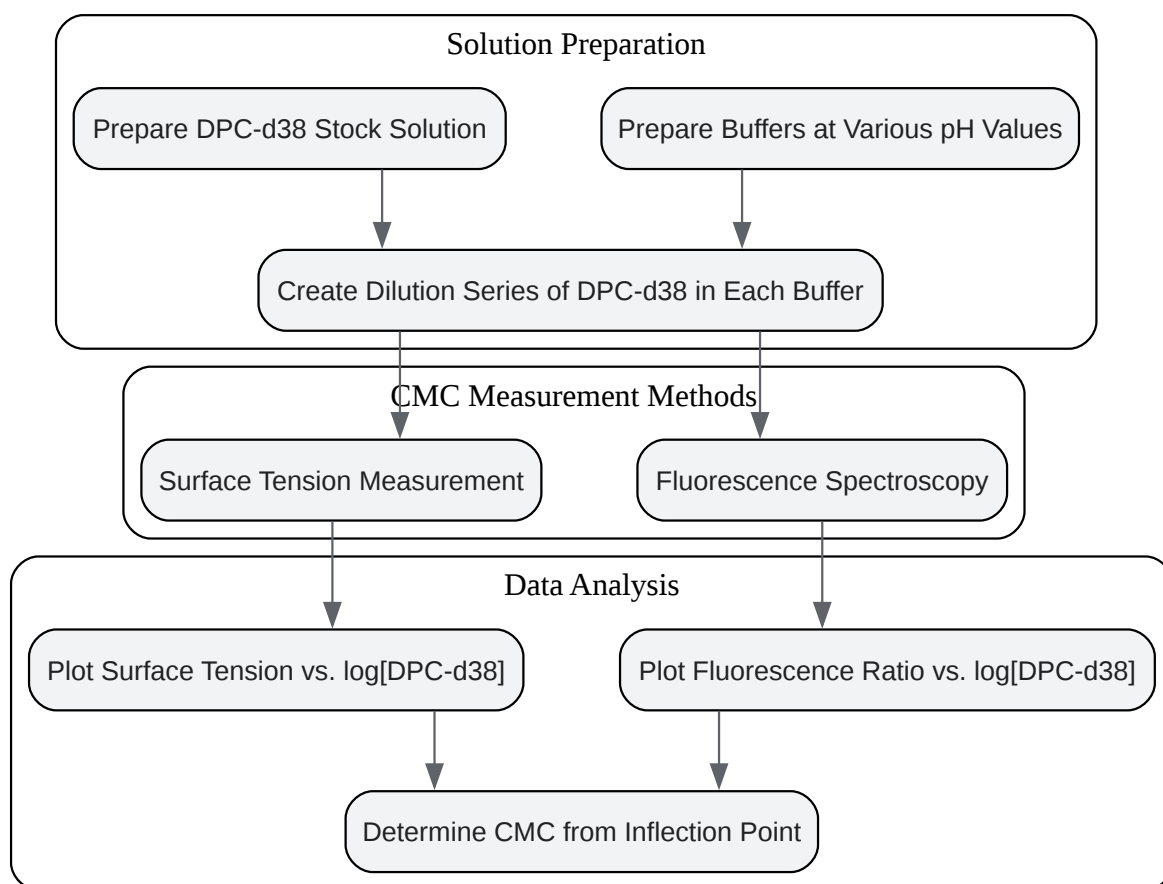 Solution Preparation
Prepare DPC-d38 Stock Solution
Prepare Buffers at Various pH Values
Create Dilution Series of DPC-d38 in Each Buffer
CMC Measurement Methods
Surface Tension Measurement
Fluorescence Spectroscopy
Data Analysis
Plot Surface Tension vs. log[DPC-d38]
Plot Fluorescence Ratio vs. log[DPC-d38]
Determine CMC from Inflection Point